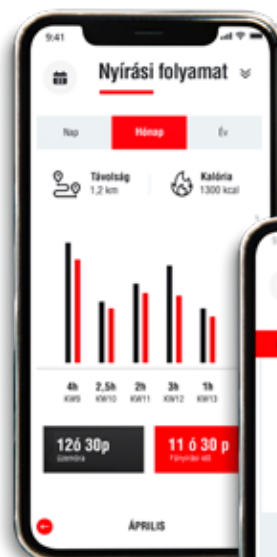 9:41
Nyírási folyamat
Nap Hónap Év
Távolság Kalória
1,2 km 1300 kcal
4h 2,5h 2h 3h 1h
KW9 KW10 KW11 KW12 KW13
12ó 30p 11 ó 30 p
üzemóra Fűnyírási idő
ÁPRILIS